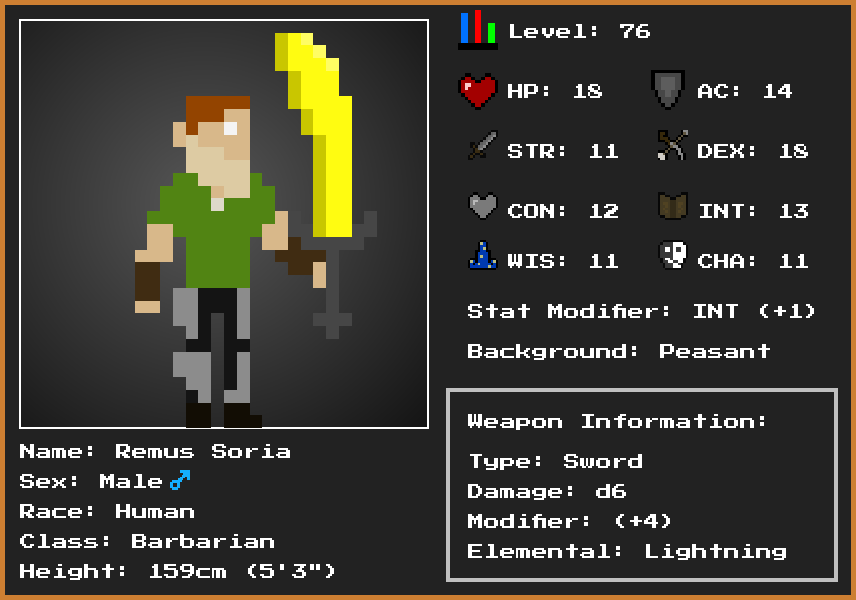 Level: 76
HP: 18
AC: 14
STR: 11
DEX: 18
CON: 12
INT: 13
WIS: 11
CHA: 11
Stat Modifier: INT (+1)
Background: Peasant
Weapon Information:
Type: Sword
Damage: d6
Modifier: (+4)
Elemental: Lightning
Name: Remus Soria
Sex: Male♂
Race: Human
Class: Barbarian
Height: 159cm (5'3")